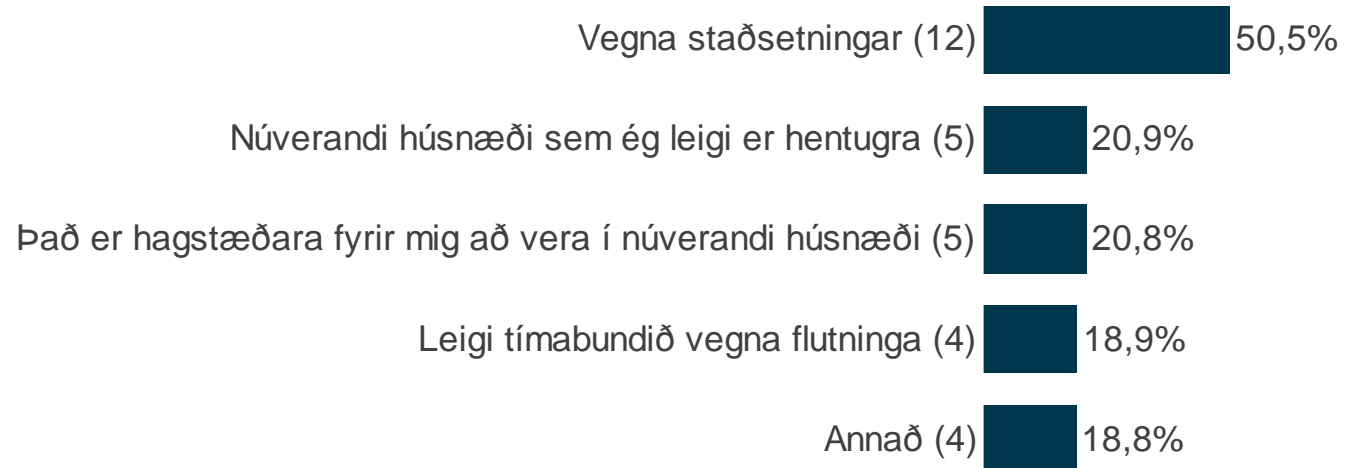 Vegna staðsetningar (12) 50,5%
Núverandi húsnæði sem ég leigi er hentugra (5) 20,9%
Það er hagstæðara fyrir mig að vera í núverandi húsnæði (5) 20,8%
Leigi tímabundið vegna flutninga (4) 18,9%
Annað (4) 18,8%